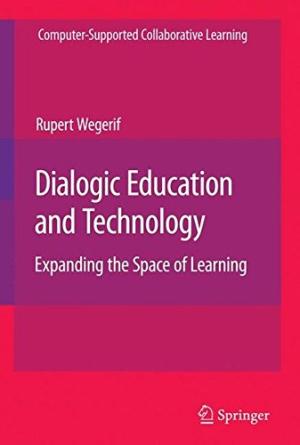 Computer-Supported Collaborative Learning
Rupert Wegerif
Dialogic Education
and Technology
Expanding the Space of Learning
Springer